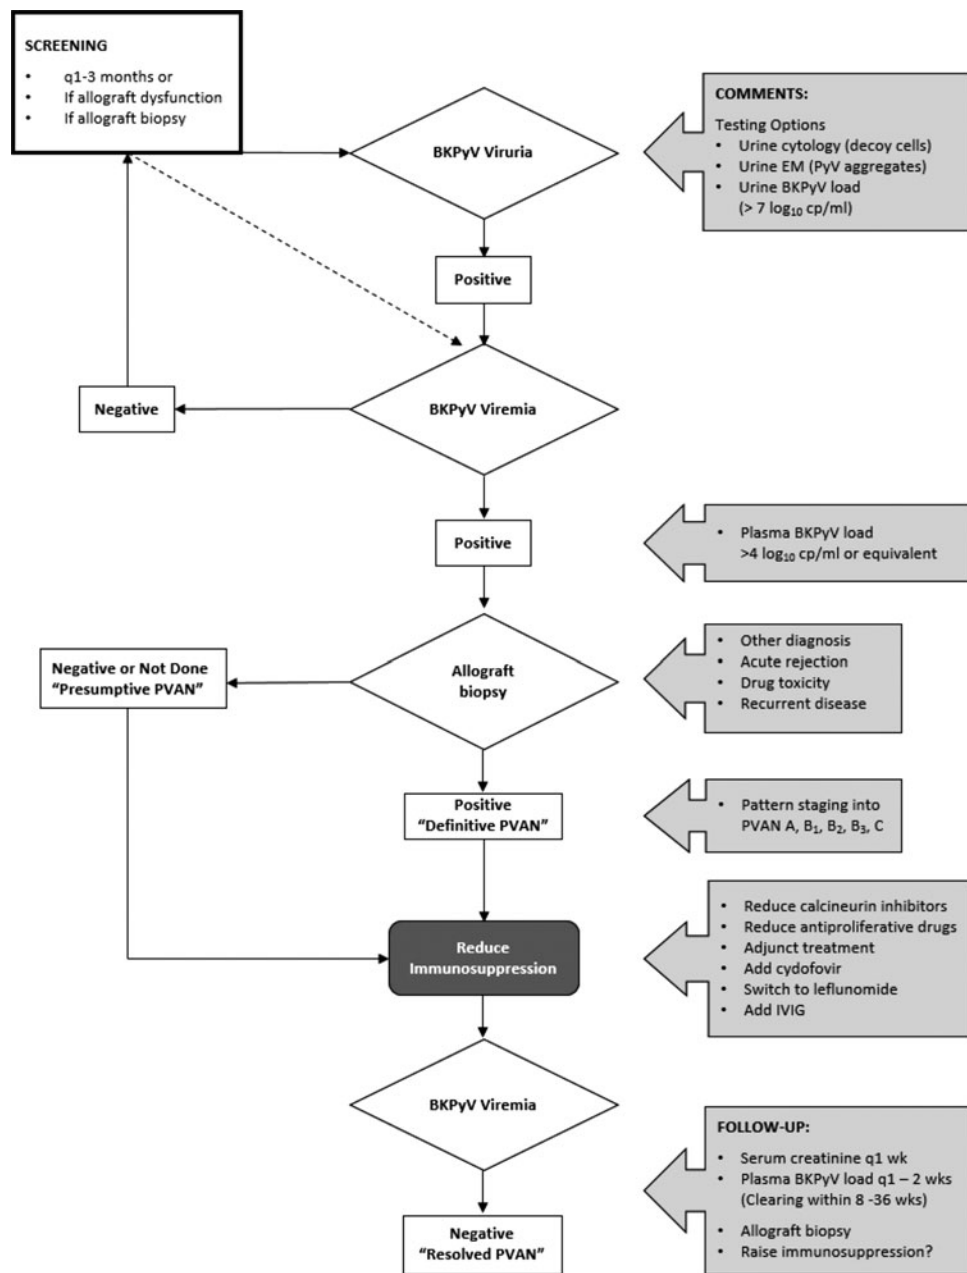 SCREENING
• q1-3 months or
• If allograft dysfunction
• If allograft biopsy
BKPyV Viruria
COMMENTS:
Testing Options
• Urine cytology (decoy cells)
• Urine EM (PyV aggregates)
• Urine BKPyV load
(> 7 log₁₀ cp/ml)
Positive
Negative
BKPyV Viremia
Positive
• Plasma BKPyV load
>4 log₁₀ cp/ml or equivalent
Negative or Not Done
“Presumptive PVAN”
Allograft
biopsy
• Other diagnosis
• Acute rejection
• Drug toxicity
• Recurrent disease
Positive
“Definitive PVAN”
• Pattern staging into
PVAN A, B₁, B₂, B₃, C
Reduce
Immunosuppression
• Reduce calcineurin inhibitors
• Reduce antiproliferative drugs
• Adjunct treatment
• Add cydofovir
• Switch to leflunomide
• Add IVIG
BKPyV Viremia
FOLLOW-UP:
• Serum creatinine q1 wk
• Plasma BKPyV load q1 – 2 wks
(Clearing within 8 -36 wks)
• Allograft biopsy
• Raise immunosuppression?
Negative
“Resolved PVAN”